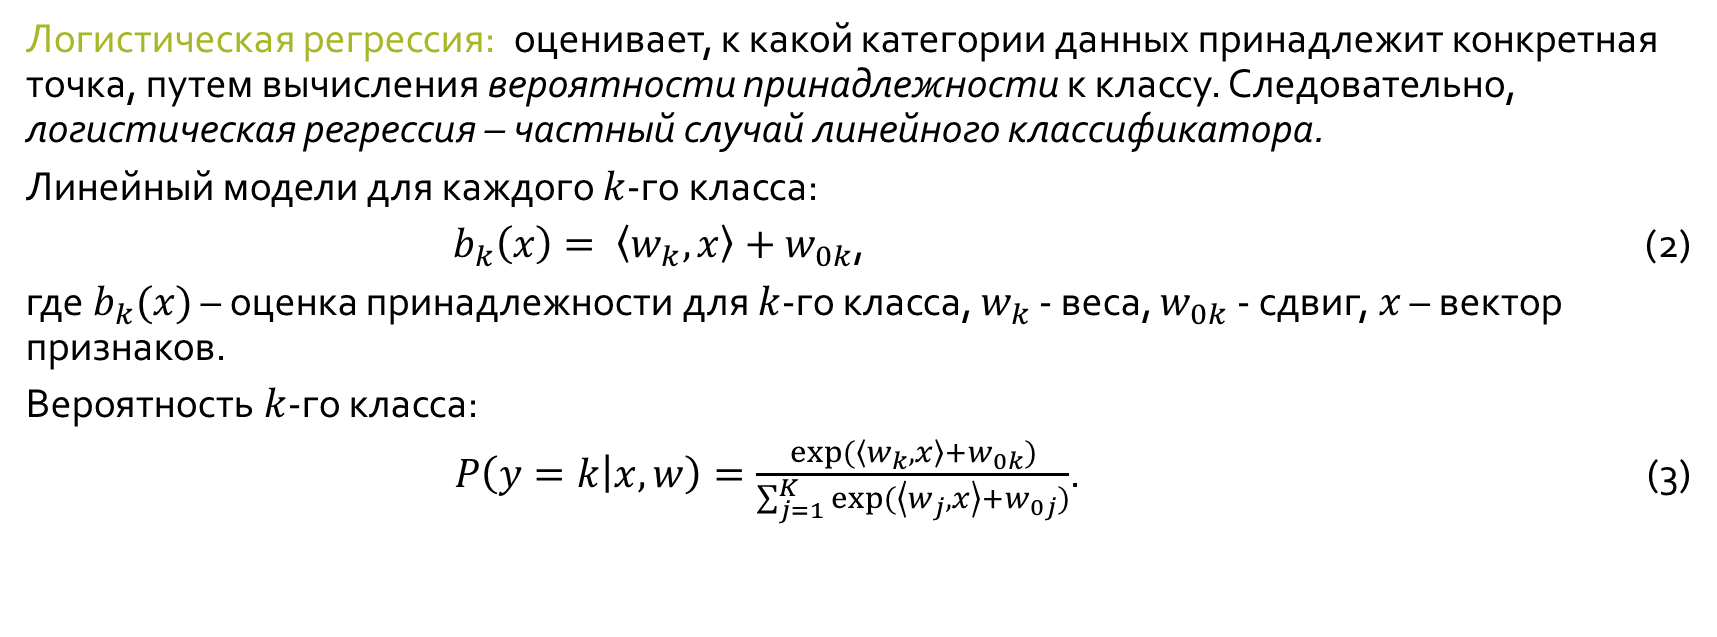 Логистическая регрессия: оценивает, к какой категории данных принадлежит конкретная
точка, путем вычисления вероятности принадлежности к классу. Следовательно,
логистическая регрессия – частный случай линейного классификатора.
Линейный модели для каждого k-го класса:
b_k(x) = ⟨w_k, x⟩ + w_{0k}, (2)
где b_k(x) – оценка принадлежности для k-го класса, w_k - веса, w_{0k} - сдвиг, x – вектор
признаков.
Вероятность k-го класса:
P(y = k|x, w) = \frac{exp(⟨w_k,x⟩+w_{0k})}{∑_{j=1}^{K} exp(⟨w_j,x⟩+w_{0j})}. (3)